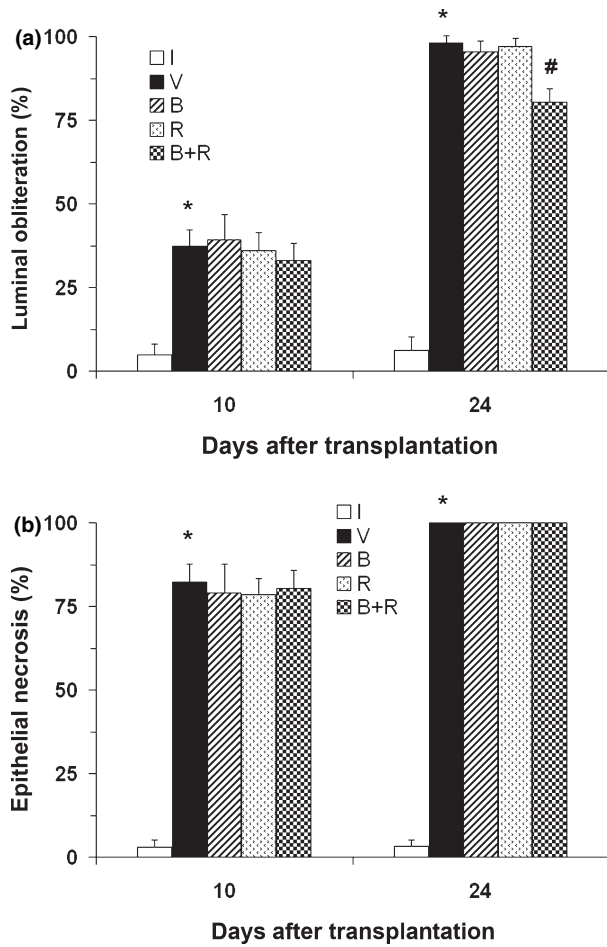 (a)
100
75
50
25
0
Luminal obliteration (%)
I
V
B
R
B+R
*
*
#
10
24
Days after transplantation
(b)
100
75
50
25
0
Epithelial necrosis (%)
I
V
B
R
B+R
*
*
10
24
Days after transplantation